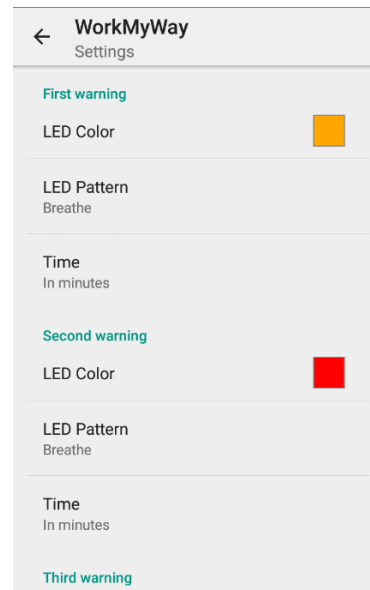 WorkMyWay
Settings
First warning
LED Color
LED Pattern
Breathe
Time
In minutes
Second warning
LED Color
LED Pattern
Breathe
Time
In minutes
Third warning